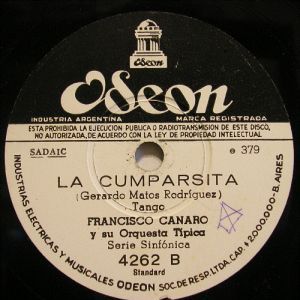 Odeon
Odeon
INDUSTRIA ARGENTINA MARCA REGISTRADA
ESTA PROHIBIDA LA EJECUCION PUBLICA O RADIOTRANSMISION DE ESTE DISCO,
NO AUTORIZADA, DE ACUERDO CON LA LEY DE PROPIEDAD INTELECTUAL
SADAIC e 379
LA CUMPARSITA
(Gerardo Matos Rodríguez)
Tango
FRANCISCO CANARO
y su Orquesta Típica
Serie Sinfónica
4262 B
Standard
INDUSTRIAS ELECTRICAS Y MUSICALES ODEON SOC. DE RESP. LTDA. CAP. $ 2.000.000 - B. AIRES